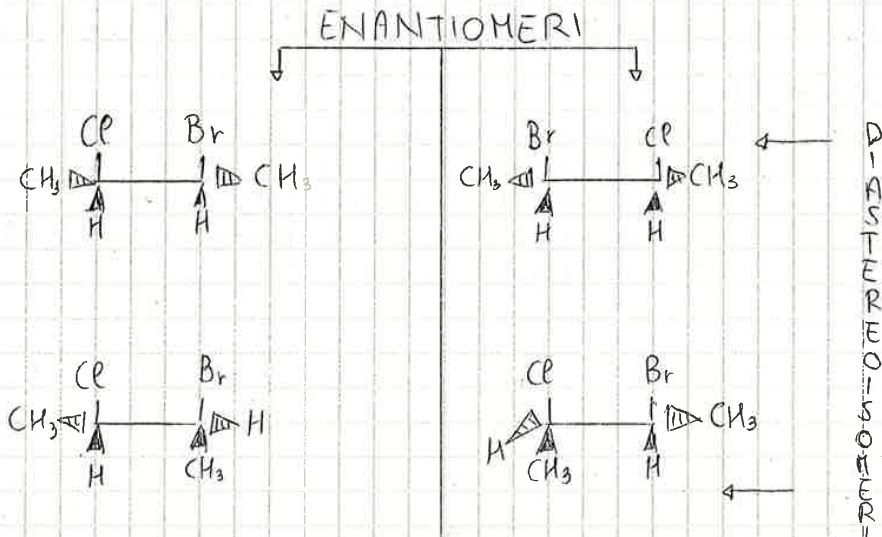 ENANTIOMERI
Cl Br Br Cl
CH₃ CH₃ CH₃ CH₃
H H H H
Cl Br Cl Br
CH₃ H H CH₃
H CH₃ CH₃ H
DIASTEREOISOMERI